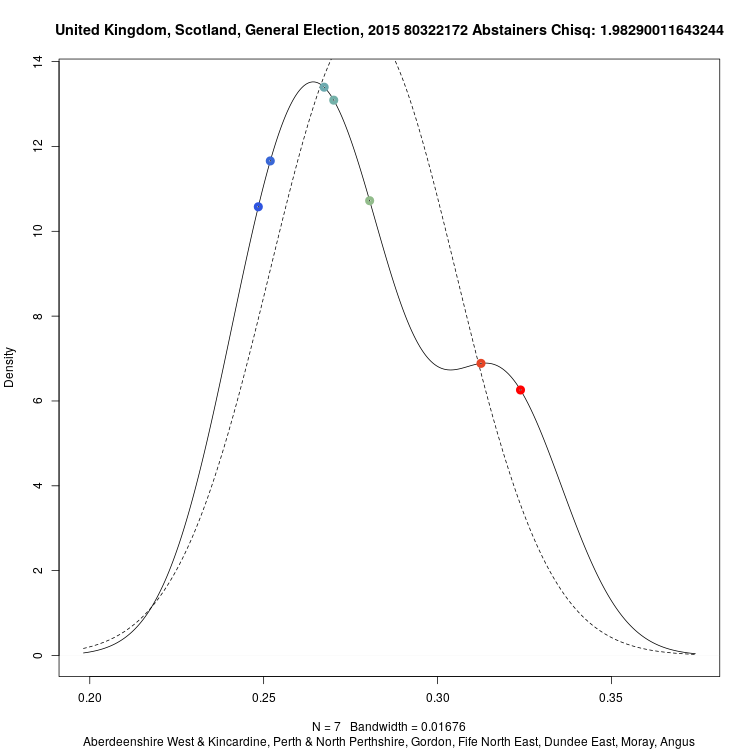 United Kingdom, Scotland, General Election, 2015 80322172 Abstainers Chisq: 1.98290011643244
14
12
10
8
6
4
2
0
Density
0.20 0.25 0.30 0.35
N = 7 Bandwidth = 0.01676
Aberdeenshire West & Kincardine, Perth & North Perthshire, Gordon, Fife North East, Dundee East, Moray, Angus